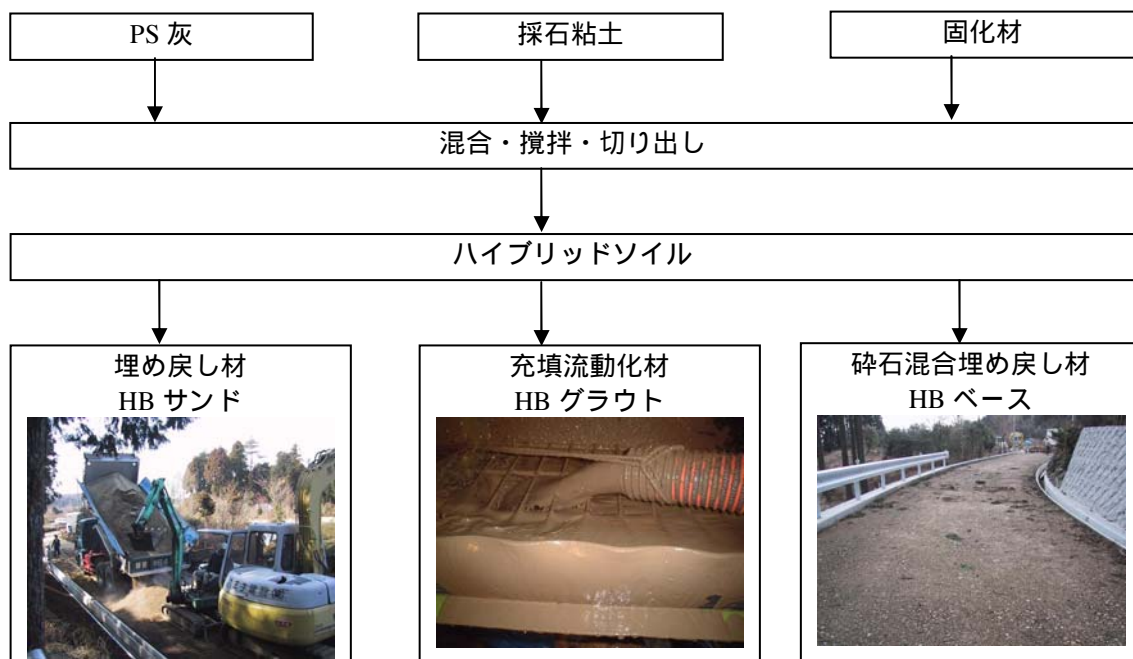 PS 灰
採石粘土
固化材
混合・撹拌・切り出し
ハイブリッドソイル
埋め戻し材
HB サンド
充填流動化材
HB グラウト
砕石混合埋め戻し材
HB ベース